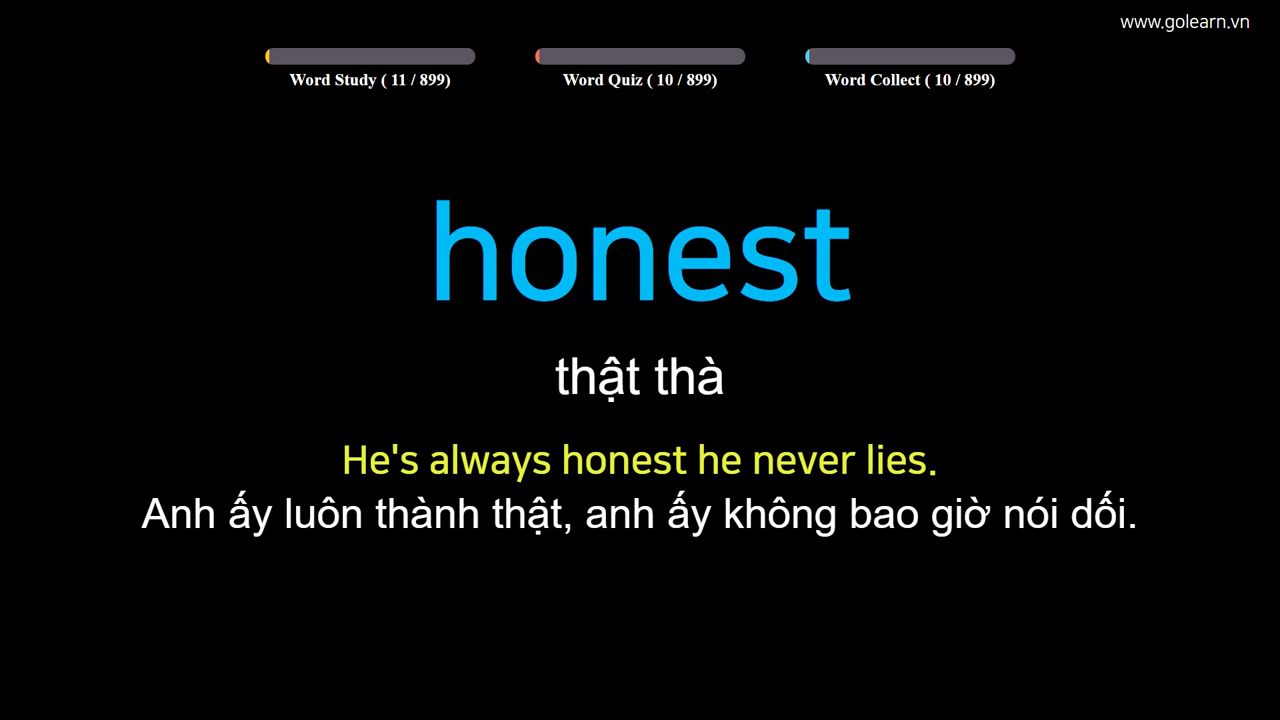 www.golearn.vn
Word Study ( 11 / 899)
Word Quiz ( 10 / 899)
Word Collect ( 10 / 899)
honest
thật thà
He's always honest he never lies.
Anh ấy luôn thành thật, anh ấy không bao giờ nói dối.